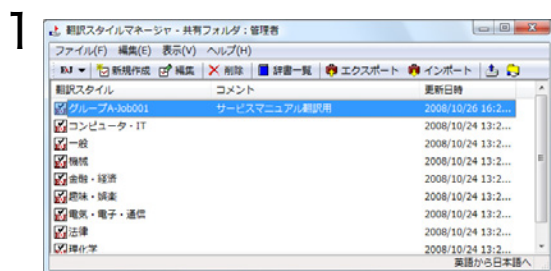 1
翻訳スタイルマネージャ - 共有フォルダ : 管理者
ファイル(F) 編集(E) 表示(V) ヘルプ(H)
EtoJ 新規作成 編集 削除 辞書一覧 エクスポート インポート
翻訳スタイル コメント 更新日時
グループA-Job001 サービスマニュアル翻訳用 2008/10/26 16:2...
コンピュータ・IT 2008/10/24 13:2...
一般 2008/10/24 13:2...
機械 2008/10/24 13:2...
金融・経済 2008/10/24 13:2...
趣味・娯楽 2008/10/24 13:2...
電気・電子・通信 2008/10/24 13:2...
法律 2008/10/24 13:2...
理化学 2008/10/24 13:2...
英語から日本語へ